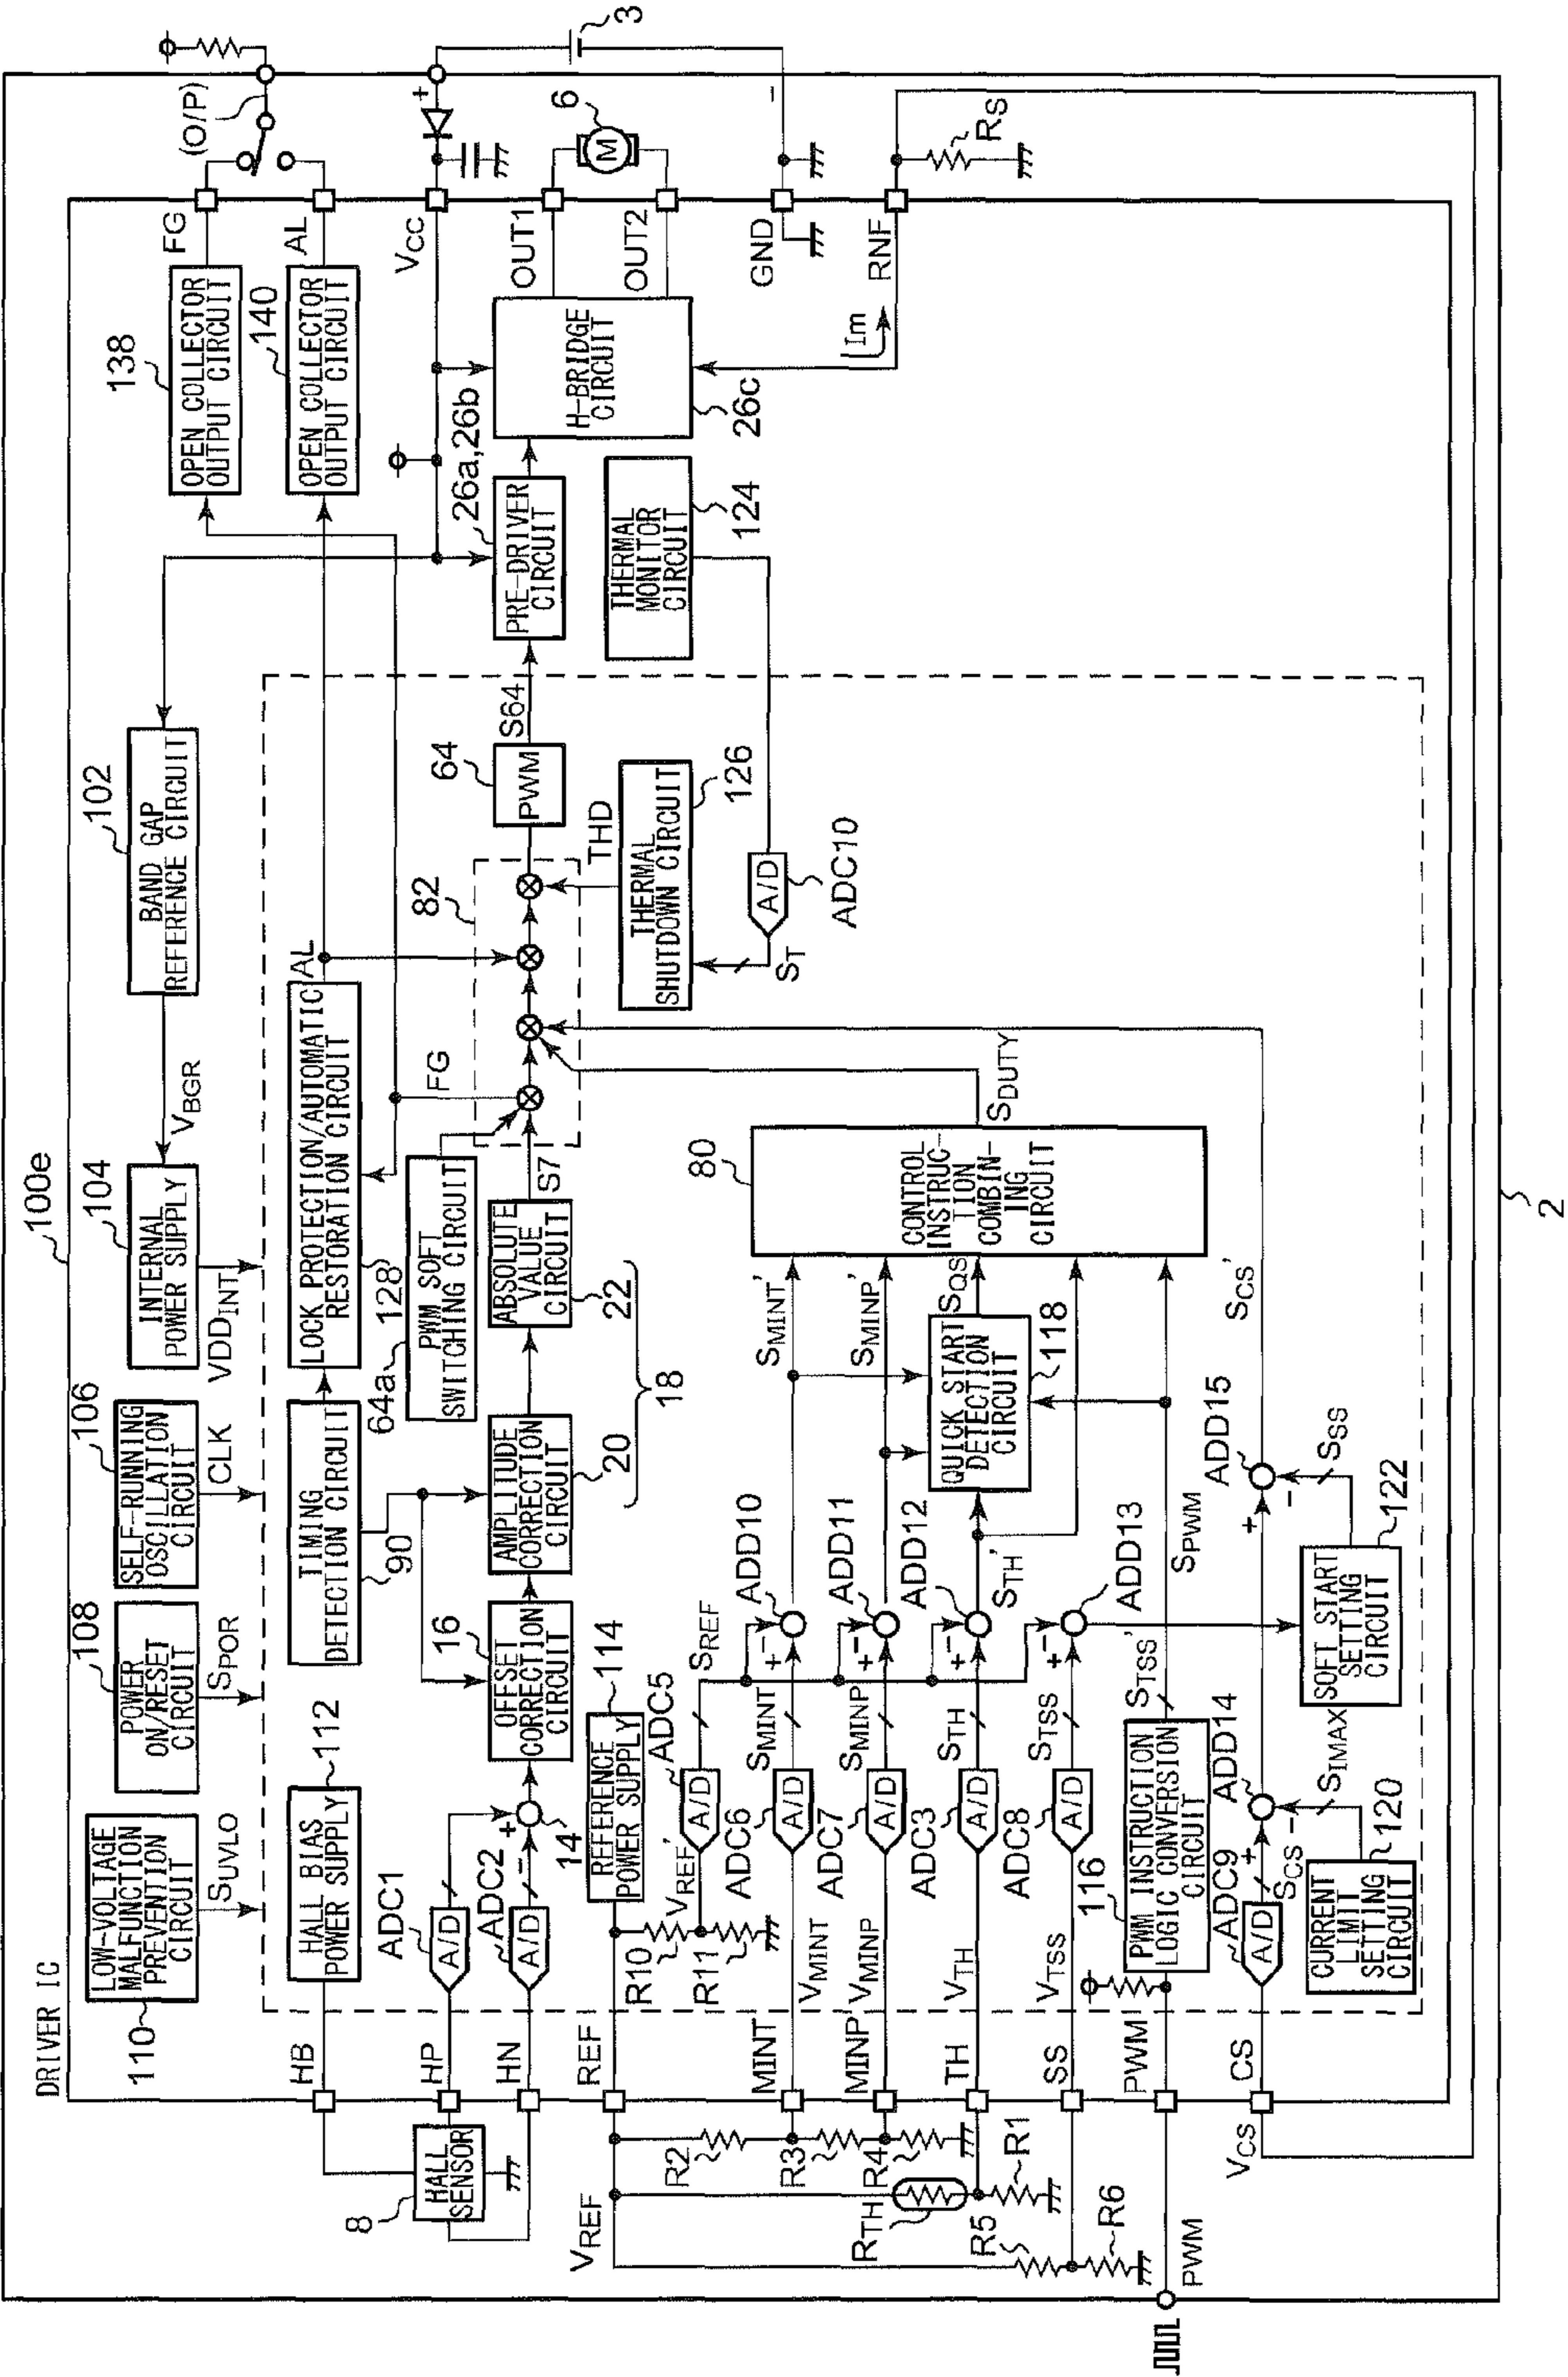 100e
DRIVER IC
LOW-VOLTAGE
MALFUNCTION
PREVENTION
CIRCUIT
110
SUVLO
POWER
ON/RESET
CIRCUIT
108
SPOR
SELF-RUNNING
OSCILLATION
CIRCUIT
106
CLK
INTERNAL
POWER SUPPLY
104
VDDINT
VBGR
BAND GAP
REFERENCE CIRCUIT
102
OPEN COLLECTOR
OUTPUT CIRCUIT
138
FG
(O/P)
OPEN COLLECTOR
OUTPUT CIRCUIT
140
AL
HB
HALL BIAS
POWER SUPPLY
112
TIMING
DETECTION CIRCUIT
90
LOCK PROTECTION/AUTOMATIC
RESTORATION CIRCUIT
128
AL
FG
VCC
+
3
−
HALL
SENSOR
8
HP
HN
A/D
ADC1
A/D
ADC2
+
−
14
OFFSET
CORRECTION
CIRCUIT
16
AMPLITUDE
CORRECTION
CIRCUIT
20
PWM SOFT
SWITCHING CIRCUIT
64a
ABSOLUTE
VALUE
CIRCUIT
22
18
S7
82
PWM
64
S64
PRE-DRIVER
CIRCUIT
26a,26b
H-BRIDGE
CIRCUIT
26c
OUT1
OUT2
M
6
GND
Im
RNF
RS
THD
THERMAL
SHUTDOWN CIRCUIT
126
THERMAL
MONITOR
CIRCUIT
124
A/D
ADC10
ST
REF
VREF
REFERENCE
POWER SUPPLY
114
R10
R11
VREF'
A/D
ADC5
SREF
MINT
VMINT
A/D
ADC6
SMINT
+
−
ADD10
SMINT'
MINP
VMINP
A/D
ADC7
SMINP
+
−
ADD11
SMINP'
TH
VTH
A/D
ADC3
STH
+
−
ADD12
STH'
SS
VTSS
A/D
ADC8
STSS
+
−
ADD13
STSS'
R2
R3
R4
RTH
R1
R5
R6
QUICK START
DETECTION
CIRCUIT
118
SQS
CONTROL
INSTRUC-
TION
COMBIN-
ING
CIRCUIT
80
SDUTY
PWM
PWM
PWM INSTRUCTION
LOGIC CONVERSION
CIRCUIT
116
SPWM
CS
VCS
A/D
ADC9
SCS
+
−
ADD14
SIMAX
CURRENT
LIMIT
SETTING
CIRCUIT
120
SOFT START
SETTING
CIRCUIT
122
SSS
+
−
ADD15
SCS'
2